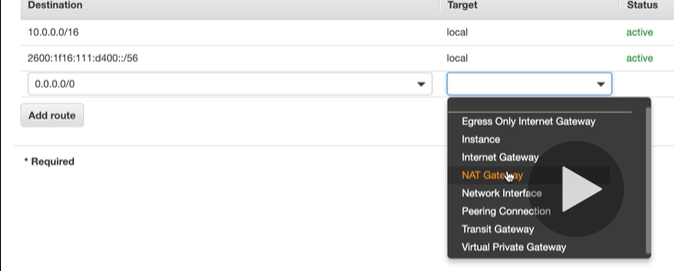 Destination Target Status
10.0.0.0/16 local active
2600:1f16:111:d400::/56 local active
0.0.0.0/0
Add route
* Required
Egress Only Internet Gateway
Instance
Internet Gateway
NAT Gateway
Network Interface
Peering Connection
Transit Gateway
Virtual Private Gateway